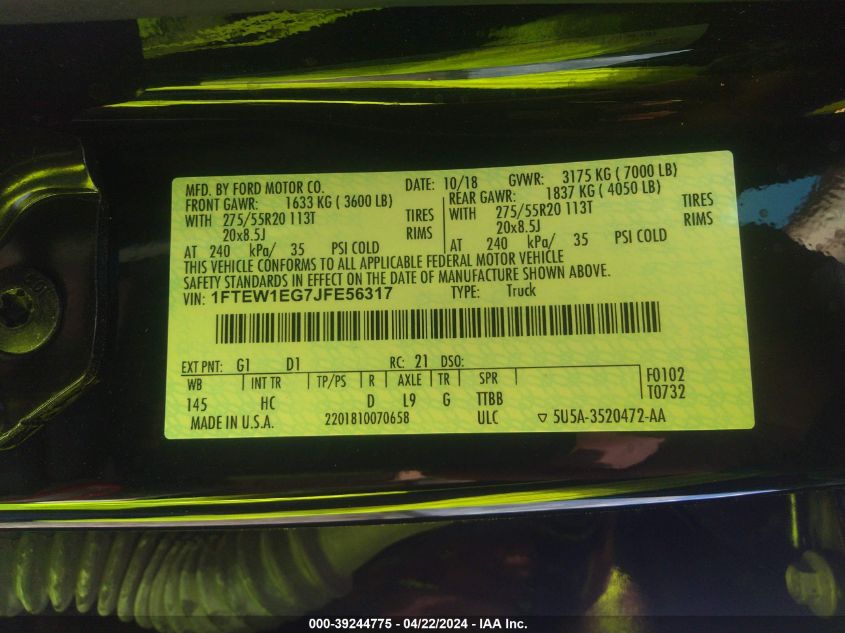 MFD. BY FORD MOTOR CO. DATE: 10/18 GVWR: 3175 KG ( 7000 LB)
FRONT GAWR: 1633 KG ( 3600 LB) REAR GAWR: 1837 KG ( 4050 LB)
WITH 275/55R20 113T TIRES WITH 275/55R20 113T TIRES
20x8.5J RIMS 20x8.5J RIMS
AT 240 kPa/ 35 PSI COLD AT 240 kPa/ 35 PSI COLD
THIS VEHICLE CONFORMS TO ALL APPLICABLE FEDERAL MOTOR VEHICLE
SAFETY STANDARDS IN EFFECT ON THE DATE OF MANUFACTURE SHOWN ABOVE.
VIN: 1FTEW1EG7JFE56317 TYPE: Truck
EXT PNT: G1 D1 RC: 21 DSO:
WB INT TR TP/PS R AXLE TR SPR F0102
145 HC D L9 G TTBB T0732
MADE IN U.S.A. 2201810070658 ULC ▽ 5U5A-3520472-AA
000-39244775 - 04/22/2024 - IAA Inc.